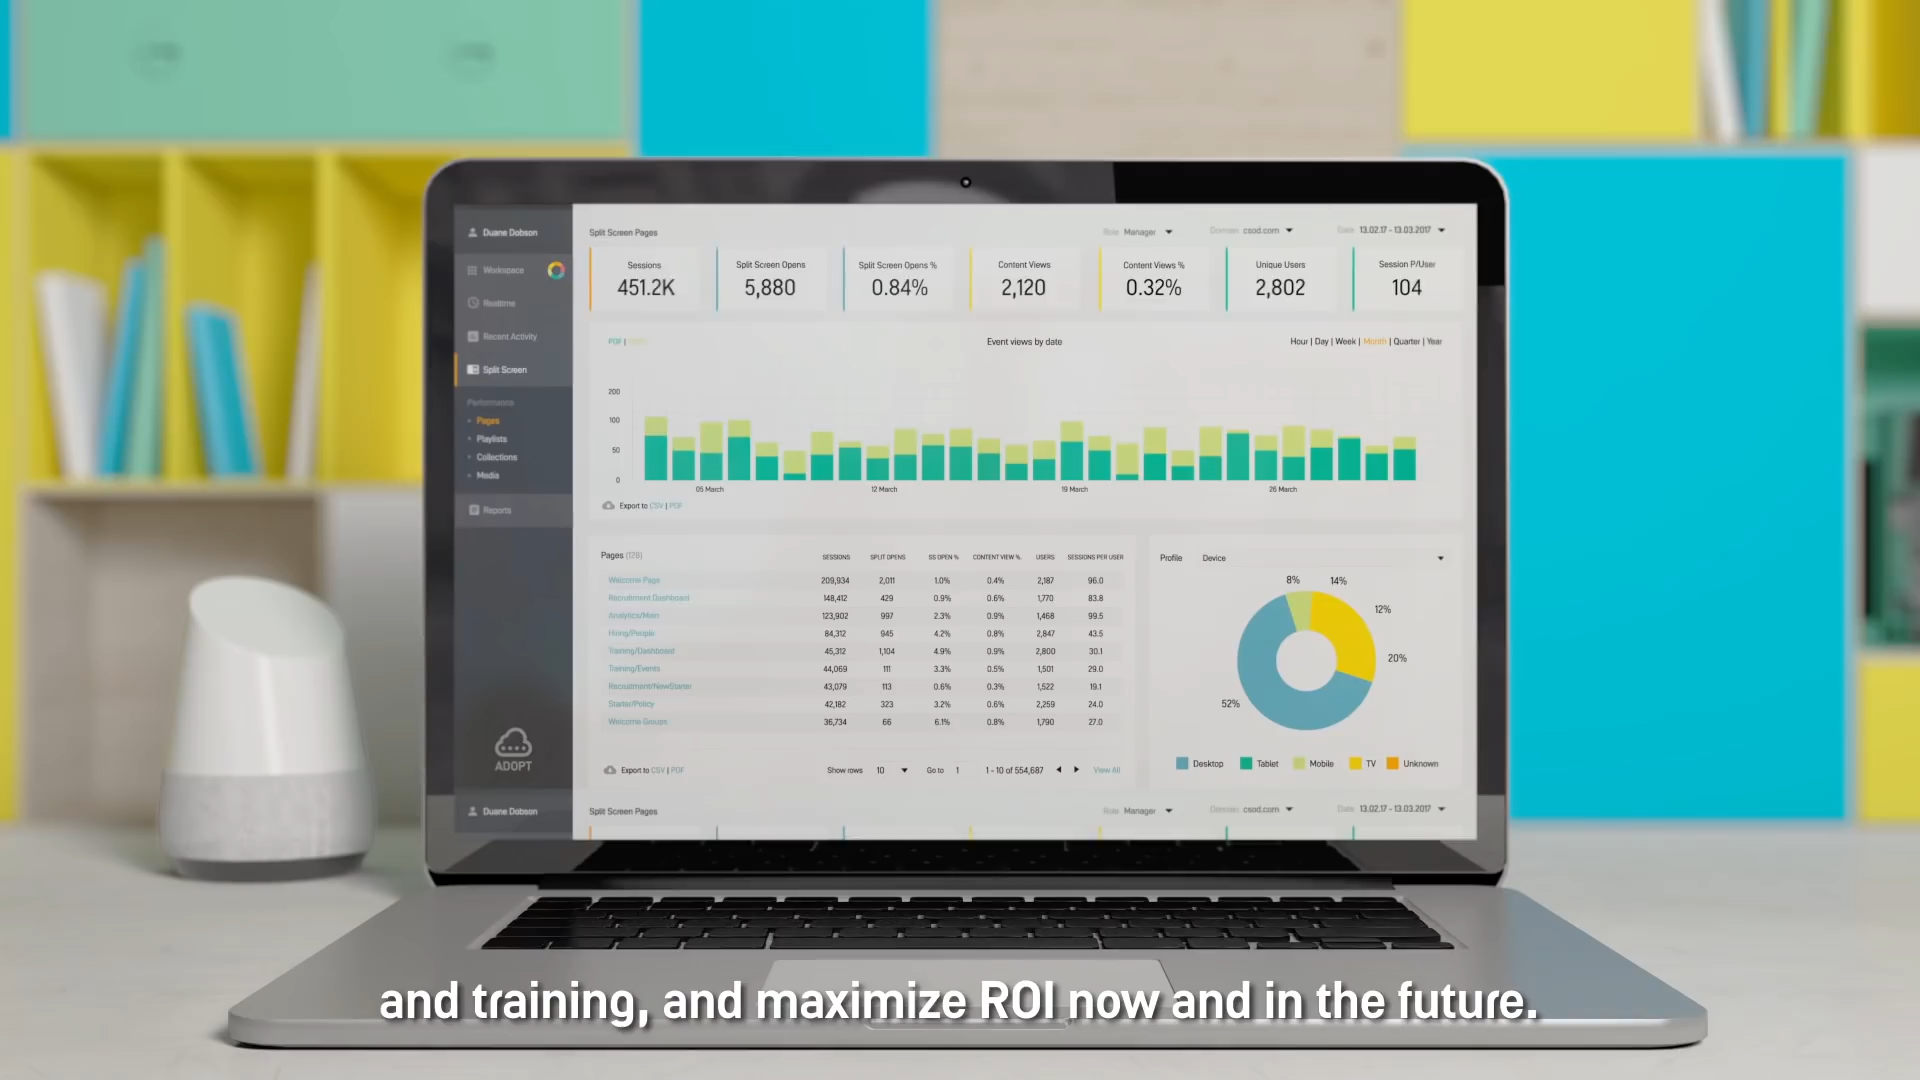 Duane Dobson
Workspace
Realtime
Recent Activity
Split Screen
Performance
Pages
Playlists
Collections
Media
Reports
ADOPT
Duane Dobson
Split Screen Pages
Role Manager
Domain csod.com
Date 13.02.17 - 13.03.2017
Sessions
451.2K
Split Screen Opens
5,880
Split Screen Opens %
0.84%
Content Views
2,120
Content Views %
0.32%
Unique Users
2,802
Session P/User
104
PDF |
Event views by date
Hour | Day | Week | Month | Quarter | Year
200
100
50
0
05 March
12 March
19 March
26 March
Export to CSV | PDF
Pages (178)
SESSIONS SPLIT OPENS SS OPEN % CONTENT VIEW % USERS SESSIONS PER USER
Welcome Page 209,934 2,011 1.0% 0.4% 2,187 96.0
Recruitment Dashboard 148,412 429 0.9% 0.6% 1,770 83.8
Analytics/Main 123,902 997 2.3% 0.9% 1,468 99.5
Hiring/People 84,312 945 4.2% 0.8% 2,847 43.5
Training/Dashboard 45,312 1,104 4.9% 0.9% 2,800 30.1
Training/Events 44,069 111 3.3% 0.5% 1,501 29.0
Recruitment/NewStarter 43,079 113 0.6% 0.3% 1,522 19.1
Starter/Policy 42,182 323 3.2% 0.6% 2,259 24.0
Welcome Groups 36,734 66 6.1% 0.8% 1,790 27.0
Export to CSV | PDF
Show rows 10
Go to 1
1 - 10 of 554,687
View All
Profile Device
8%
14%
12%
20%
52%
Desktop
Tablet
Mobile
TV
Unknown
Split Screen Pages
Role Manager
Domain csod.com
Date 13.02.17 - 13.03.2017
and training, and maximize ROI now and in the future.